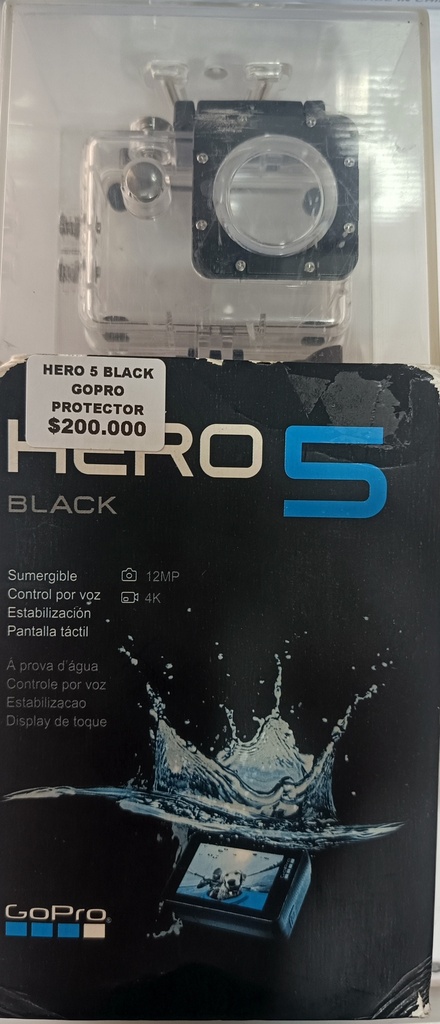 HERO 5 BLACK
GOPRO
PROTECTOR
$200.000
HERO 5
BLACK
Sumergible
Control por voz
Estabilización
Pantalla táctil
12MP
4K
À prova d´água
Controle por voz
Estabilizacao
Display de toque
GoPro